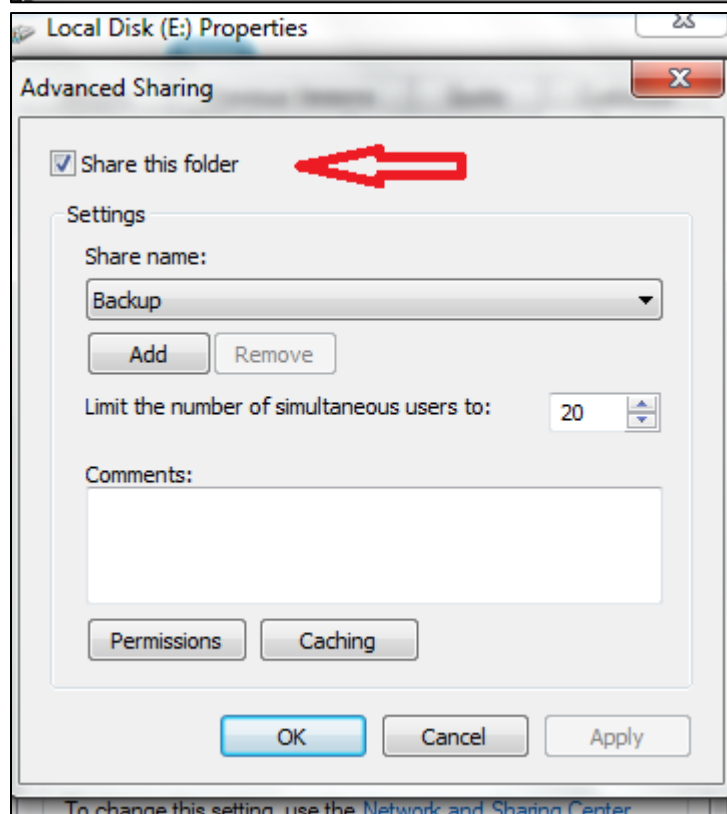 Local Disk (E:) Properties
Advanced Sharing
Share this folder
Settings
Share name:
Backup
Add Remove
Limit the number of simultaneous users to: 20
Comments:
Permissions Caching
OK Cancel Apply
To change this setting, use the Network and Sharing Center